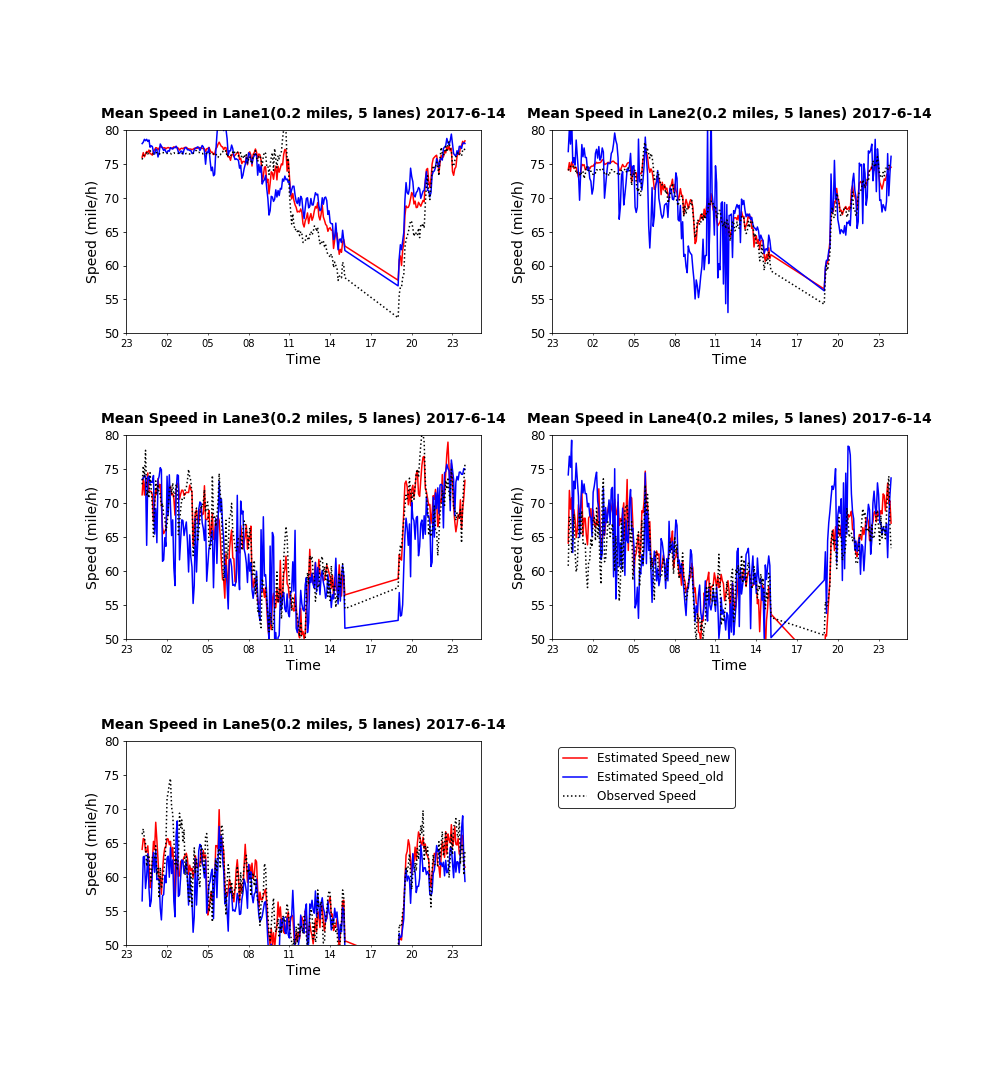 Mean Speed in Lane1(0.2 miles, 5 lanes) 2017-6-14
80
75
70
65
60
55
50
Speed (mile/h)
23 02 05 08 11 14 17 20 23
Time
Mean Speed in Lane2(0.2 miles, 5 lanes) 2017-6-14
80
75
70
65
60
55
50
Speed (mile/h)
23 02 05 08 11 14 17 20 23
Time
Mean Speed in Lane3(0.2 miles, 5 lanes) 2017-6-14
80
75
70
65
60
55
50
Speed (mile/h)
23 02 05 08 11 14 17 20 23
Time
Mean Speed in Lane4(0.2 miles, 5 lanes) 2017-6-14
80
75
70
65
60
55
50
Speed (mile/h)
23 02 05 08 11 14 17 20 23
Time
Mean Speed in Lane5(0.2 miles, 5 lanes) 2017-6-14
80
75
70
65
60
55
50
Speed (mile/h)
23 02 05 08 11 14 17 20 23
Time
Estimated Speed_new
Estimated Speed_old
Observed Speed